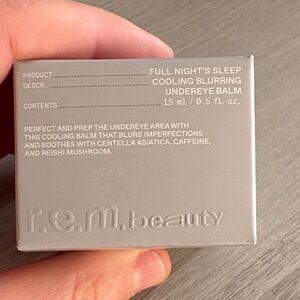 PRODUCT FULL NIGHT'S SLEEP
DESCR. COOLING BLURRING
UNDEREYE BALM
CONTENTS 15 ml / 0.5 fl. oz.
PERFECT AND PREP THE UNDEREYE AREA WITH
THIS COOLING BALM THAT BLURS IMPERFECTIONS
AND SOOTHES WITH CENTELLA ASIATICA, CAFFEINE,
AND REISHI MUSHROOM.
r.e.m.beauty